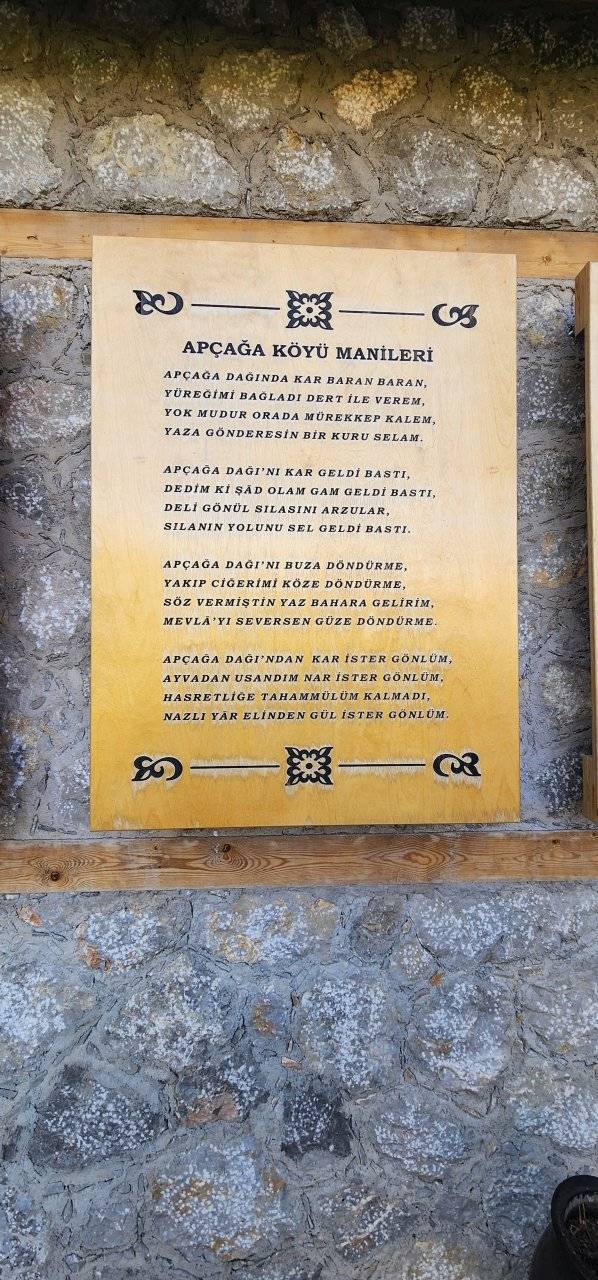 APÇAĞA KÖYÜ MANİLERİ
APÇAĞA DAĞINDA KAR BARAN BARAN,
YÜREĞİMİ BAĞLADI DERT İLE VEREM,
YOK MUDUR ORADA MÜREKKEP KALEM,
YAZA GÖNDERESİN BİR KURU SELAM.
APÇAĞA DAĞI'NI KAR GELDİ BASTI,
DEDİM Kİ ŞÂD OLAM GAM GELDİ BASTI,
DELİ GÖNÜL SILASINI ARZULAR,
SILANIN YOLUNU SEL GELDİ BASTI.
APÇAĞA DAĞI'NI BUZA DÖNDÜRME,
YAKIP CİĞERİMİ KÖZE DÖNDÜRME,
SÖZ VERMİŞTİN YAZ BAHARA GELİRİM,
MEVLÂ'YI SEVERSEN GÜZE DÖNDÜRME.
APÇAĞA DAĞI'NDAN KAR İSTER GÖNLÜM,
AYVADAN USANDIM NAR İSTER GÖNLÜM,
HASRETLİĞE TAHAMMÜLÜM KALMADI,
NAZLI YÂR ELİNDEN GÜL İSTER GÖNLÜM.